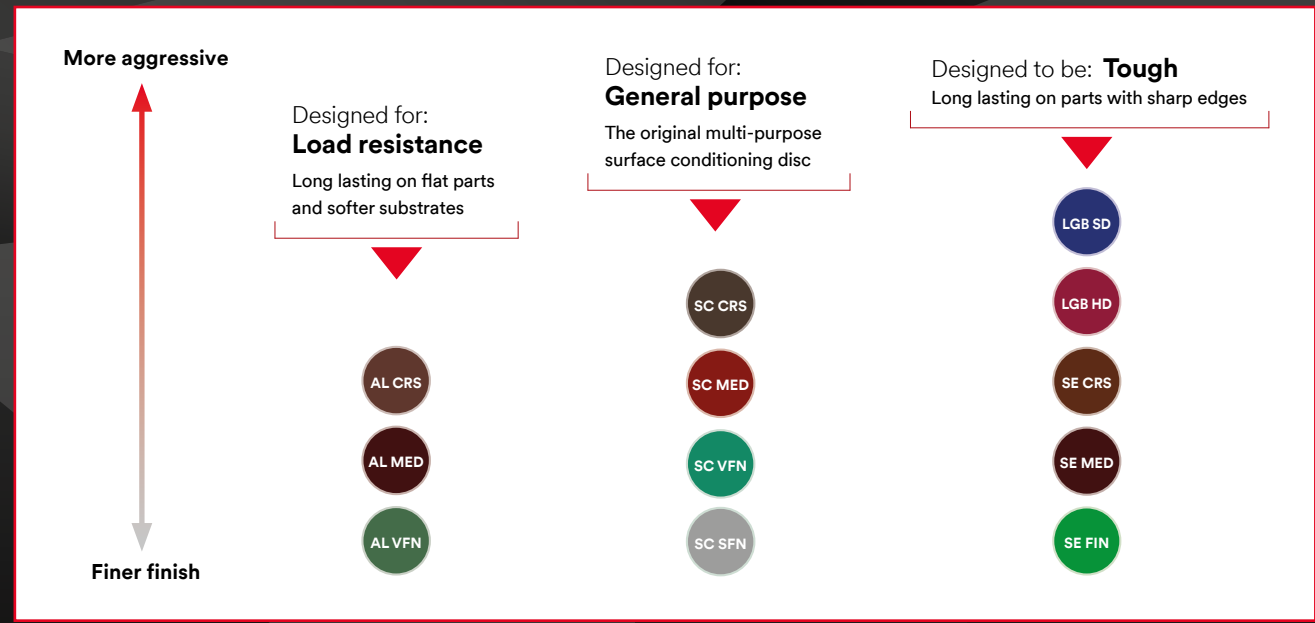 More aggressive
Finer finish
Designed for:
Load resistance
Long lasting on flat parts
and softer substrates
AL CRS
AL MED
AL VFN
Designed for:
General purpose
The original multi-purpose
surface conditioning disc
SC CRS
SC MED
SC VFN
SC SFN
Designed to be: Tough
Long lasting on parts with sharp edges
LGB SD
LGB HD
SE CRS
SE MED
SE FIN